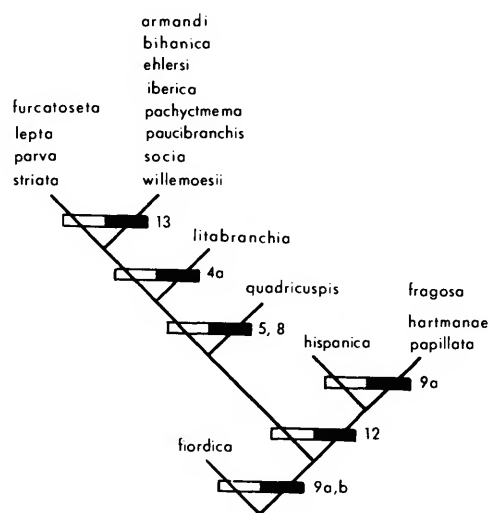 armandi
bihanica
ehlersi
iberica
furcatoseta
pachyctmema
lepta
paucibranchis
parva
socia
striata
willemoesii
13
litabranchia
4a
quadricuspis
fragosa
5, 8
hartmanae
hispanica
papillata
9a
12
fiordica
9a,b